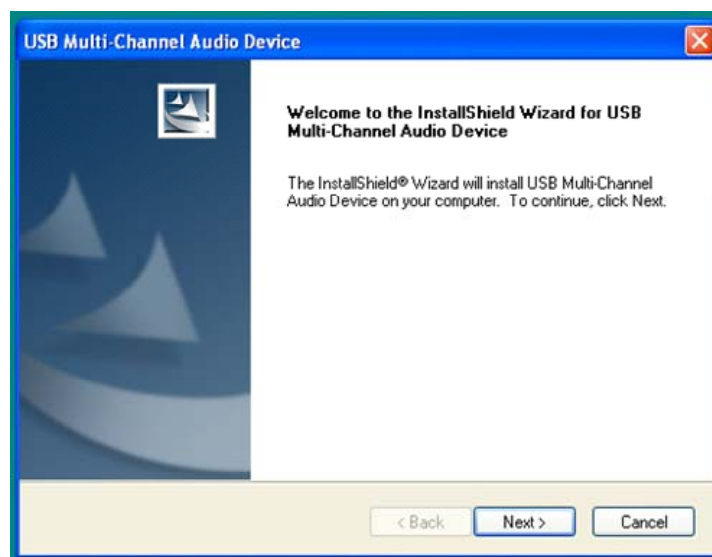 USB Multi-Channel Audio Device
Welcome to the InstallShield Wizard for USB
Multi-Channel Audio Device
The InstallShield® Wizard will install USB Multi-Channel
Audio Device on your computer. To continue, click Next.
< Back Next > Cancel